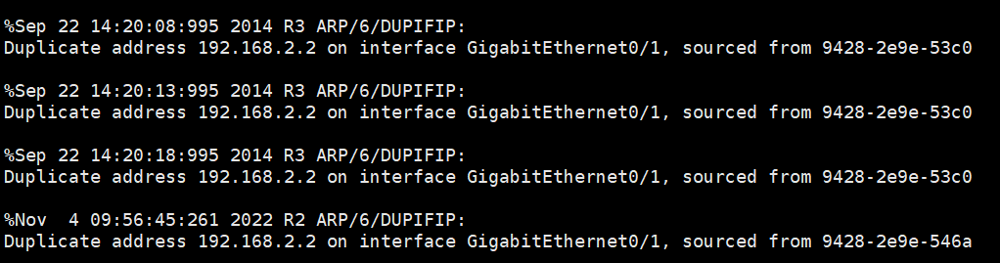 %Sep 22 14:20:08:995 2014 R3 ARP/6/DUPIFIP:
Duplicate address 192.168.2.2 on interface GigabitEthernet0/1, sourced from 9428-2e9e-53c0
%Sep 22 14:20:13:995 2014 R3 ARP/6/DUPIFIP:
Duplicate address 192.168.2.2 on interface GigabitEthernet0/1, sourced from 9428-2e9e-53c0
%Sep 22 14:20:18:995 2014 R3 ARP/6/DUPIFIP:
Duplicate address 192.168.2.2 on interface GigabitEthernet0/1, sourced from 9428-2e9e-53c0
%Nov  4 09:56:45:261 2022 R2 ARP/6/DUPIFIP:
Duplicate address 192.168.2.2 on interface GigabitEthernet0/1, sourced from 9428-2e9e-546a